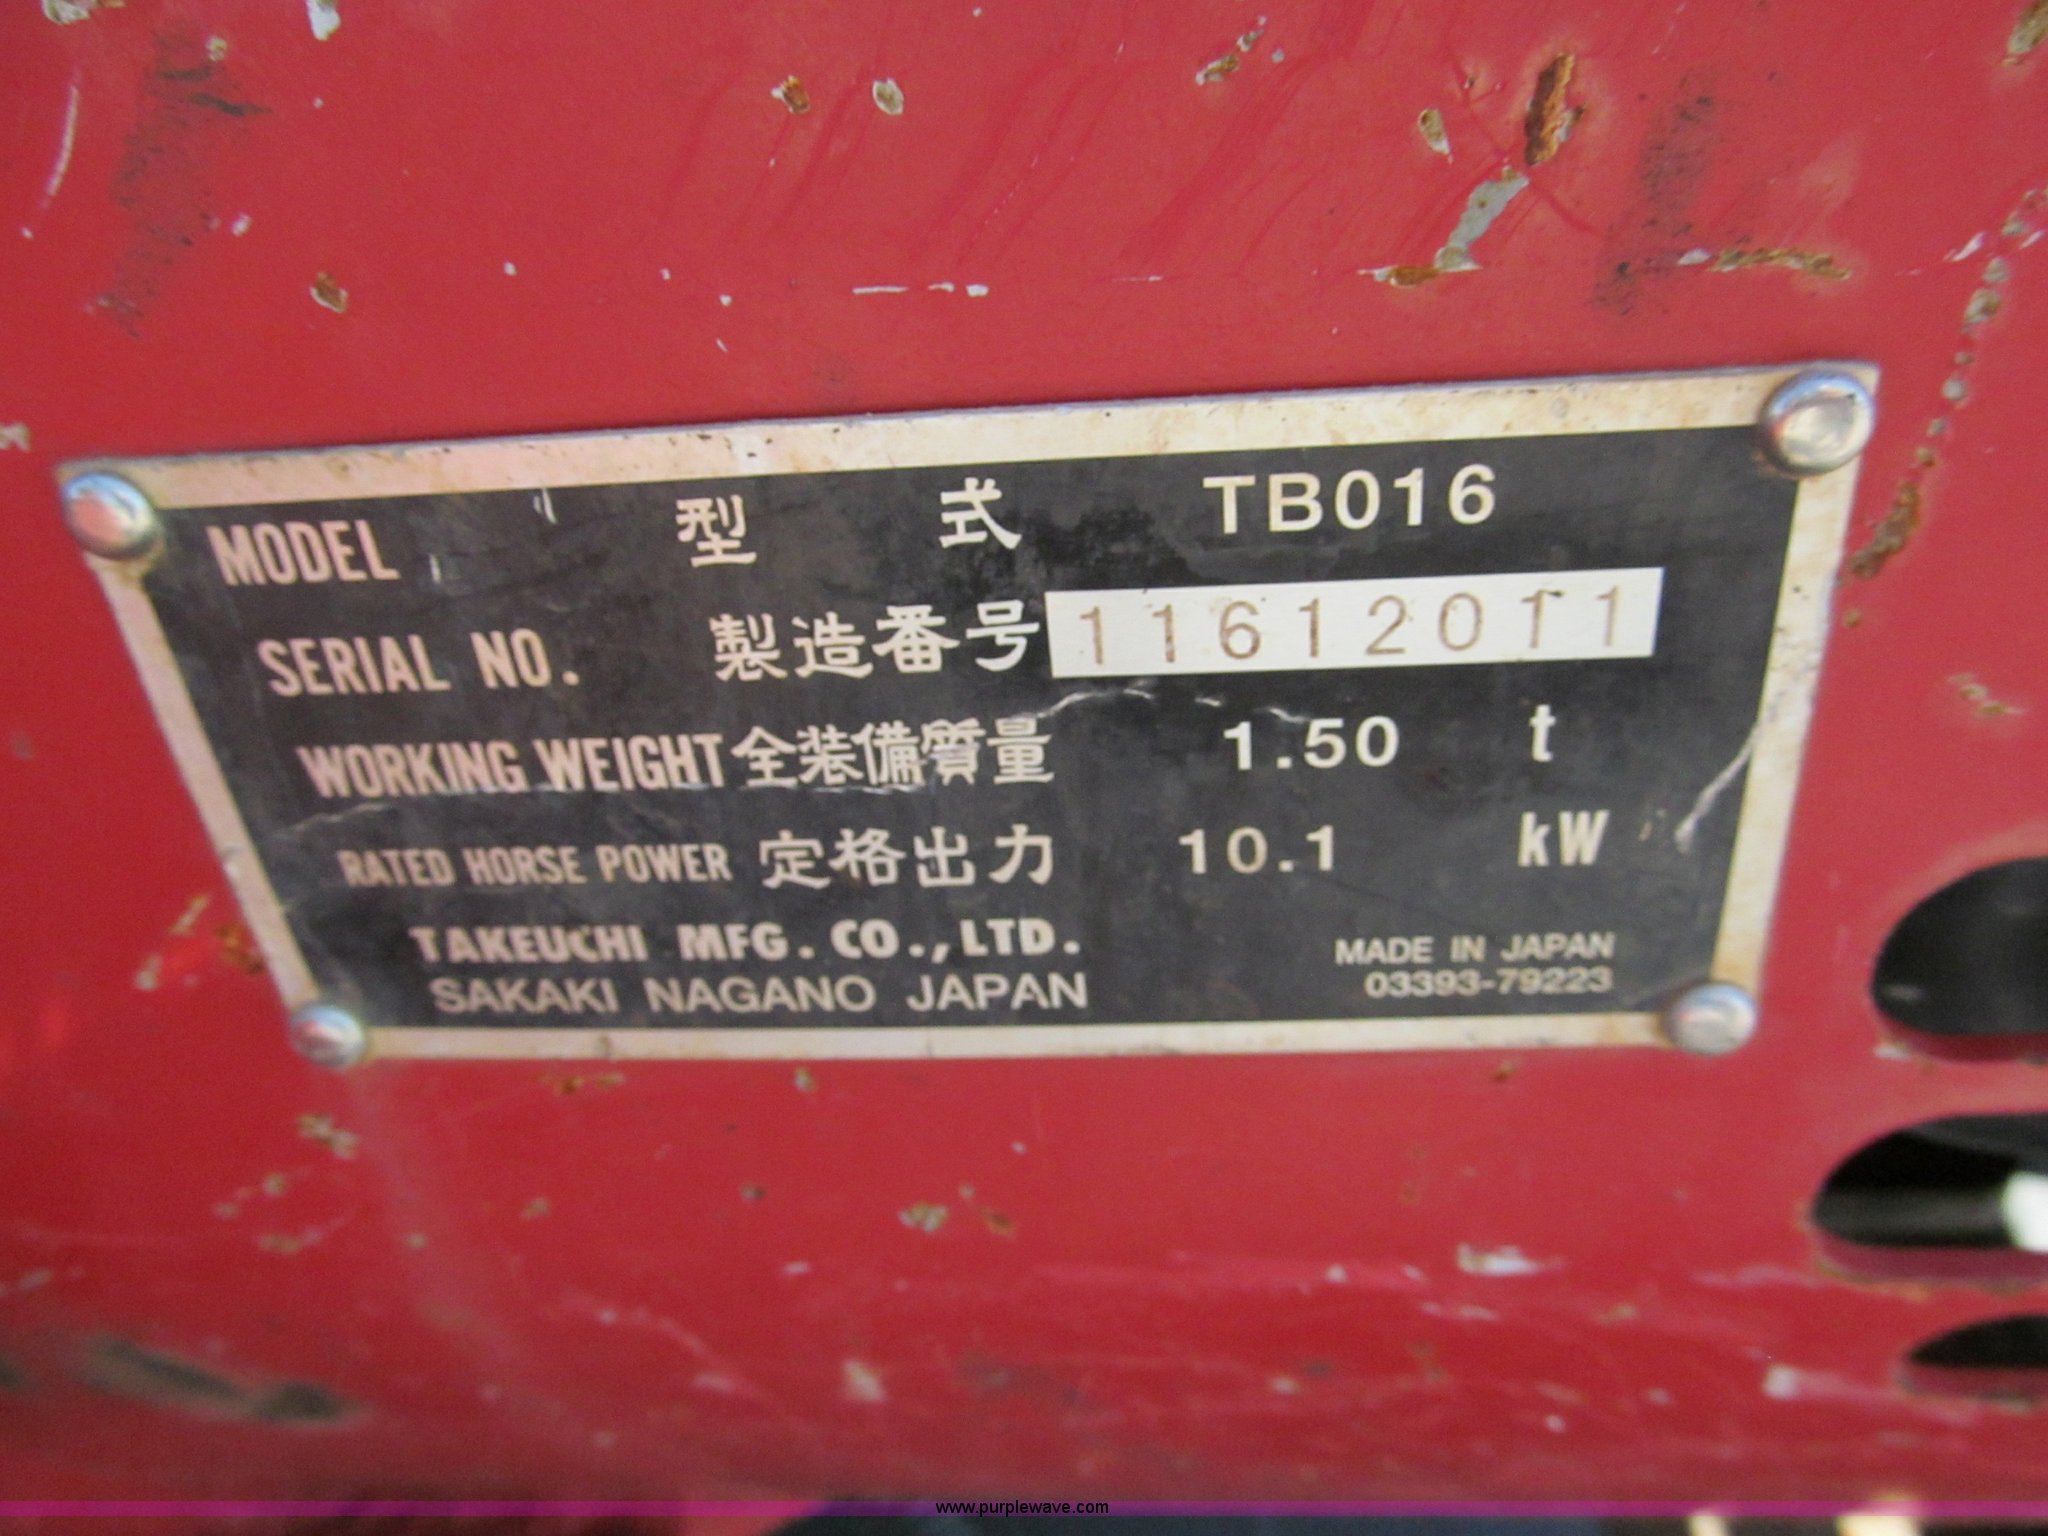 MODEL 型 式 TB016
SERIAL NO. 製造番号 11612011
WORKING WEIGHT 全装備質量 1.50 t
RATED HORSE POWER 定格出力 10.1 kW
TAKEUCHI MFG. CO., LTD.
SAKAKI NAGANO JAPAN
MADE IN JAPAN
03393-79223
www.purplewave.com